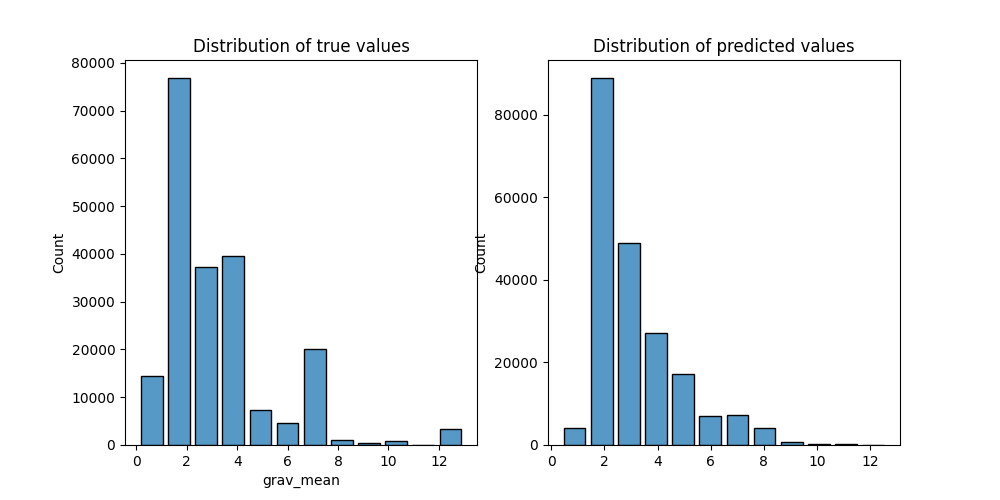 Distribution of true values
80000
70000
60000
50000
40000
30000
20000
10000
0
Count
0 2 4 6 8 10 12
grav_mean
Distribution of predicted values
80000
60000
40000
20000
0
Count
0 2 4 6 8 10 12